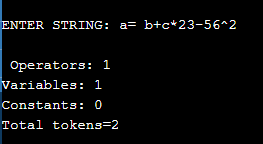 ENTER STRING: a= b+c*23-56^2
Operators: 1
Variables: 1
Constants: 0
Total tokens=2